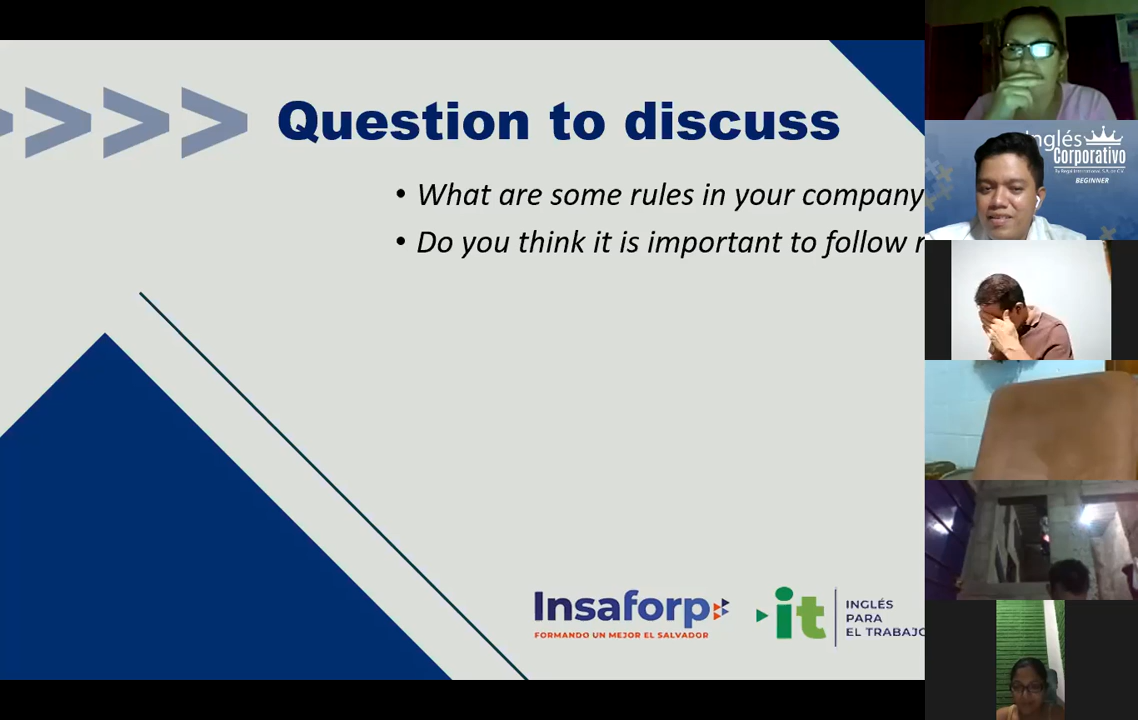 Question to discuss
• What are some rules in your company
• Do you think it is important to follow
Insaforp
FORMANDO UN MEJOR EL SALVADOR
it
INGLÉS
PARA
EL TRABAJO
Inglés
Corporativo
BEGINNER